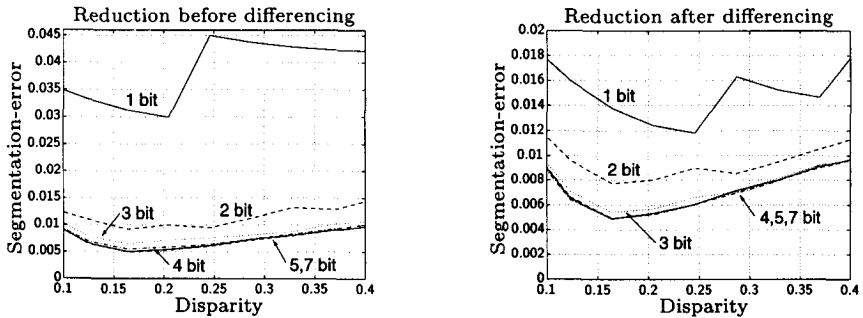 Reduction before differencing
Segmentation-error
0.045
0.04
0.035
0.03
0.025
0.02
0.015
0.01
0.005
0
1 bit
3 bit
2 bit
4 bit
5,7 bit
0.1 0.15 0.2 0.25 0.3 0.35 0.4
Disparity
Reduction after differencing
Segmentation-error
0.02
0.018
0.016
0.014
0.012
0.01
0.008
0.006
0.004
0.002
0
1 bit
2 bit
4,5,7 bit
3 bit
0.1 0.15 0.2 0.25 0.3 0.35 0.4
Disparity